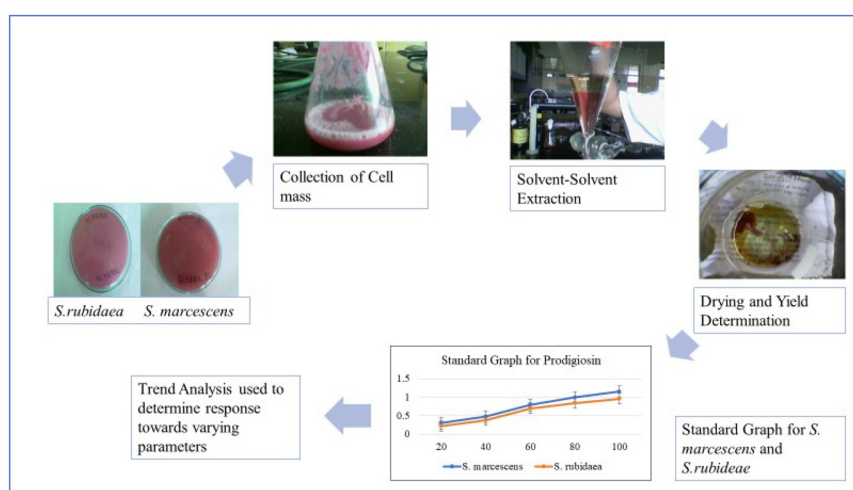 Collection of Cell
mass
Solvent-Solvent
Extraction
S.rubidaea S. marcescens
Drying and Yield
Determination
Standard Graph for Prodigiosin
1.5
1
0.5
0
20 40 60 80 100
S. marcescens S. rubidaea
Standard Graph for S.
marcescens and
S.rubideae
Trend Analysis used to
determine response
towards varying
parameters